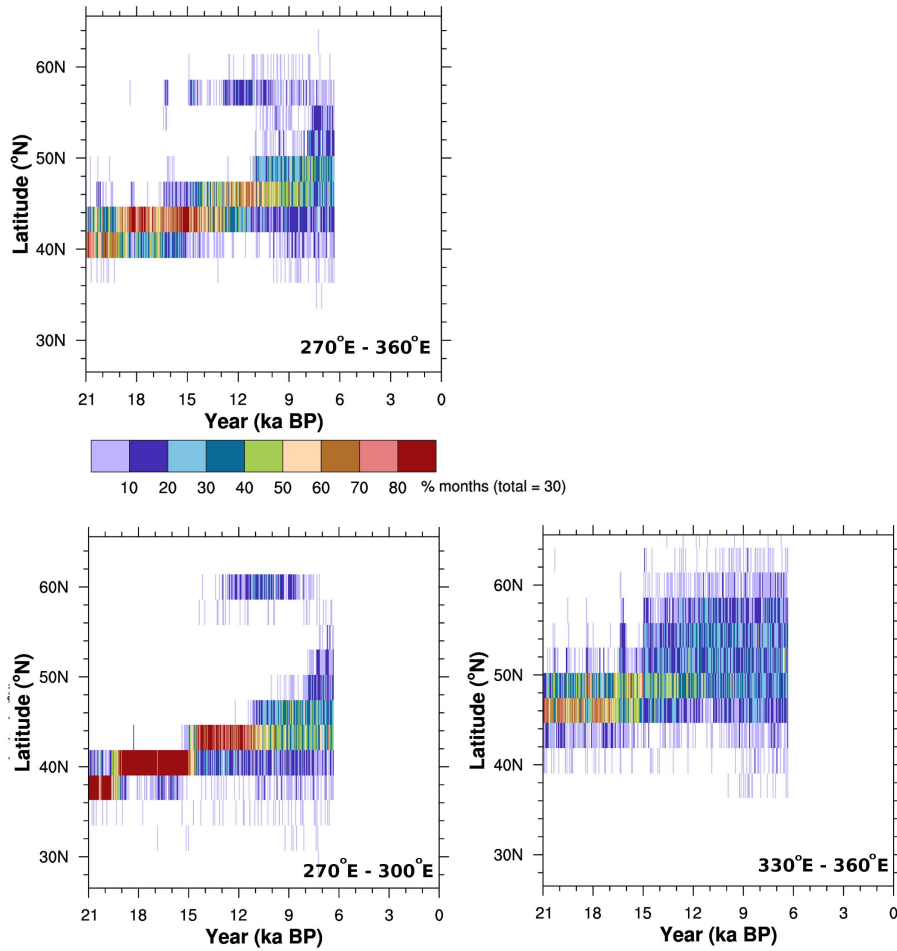 60N
50N
40N
30N
Latitude (°N)
270°E - 360°E
21 18 15 12 9 6 3 0
Year (ka BP)
10 20 30 40 50 60 70 80 % months (total = 30)
60N
50N
40N
30N
Latitude (°N)
270°E - 300°E
21 18 15 12 9 6 3 0
Year (ka BP)
60N
50N
40N
30N
Latitude (°N)
330°E - 360°E
21 18 15 12 9 6 3 0
Year (ka BP)